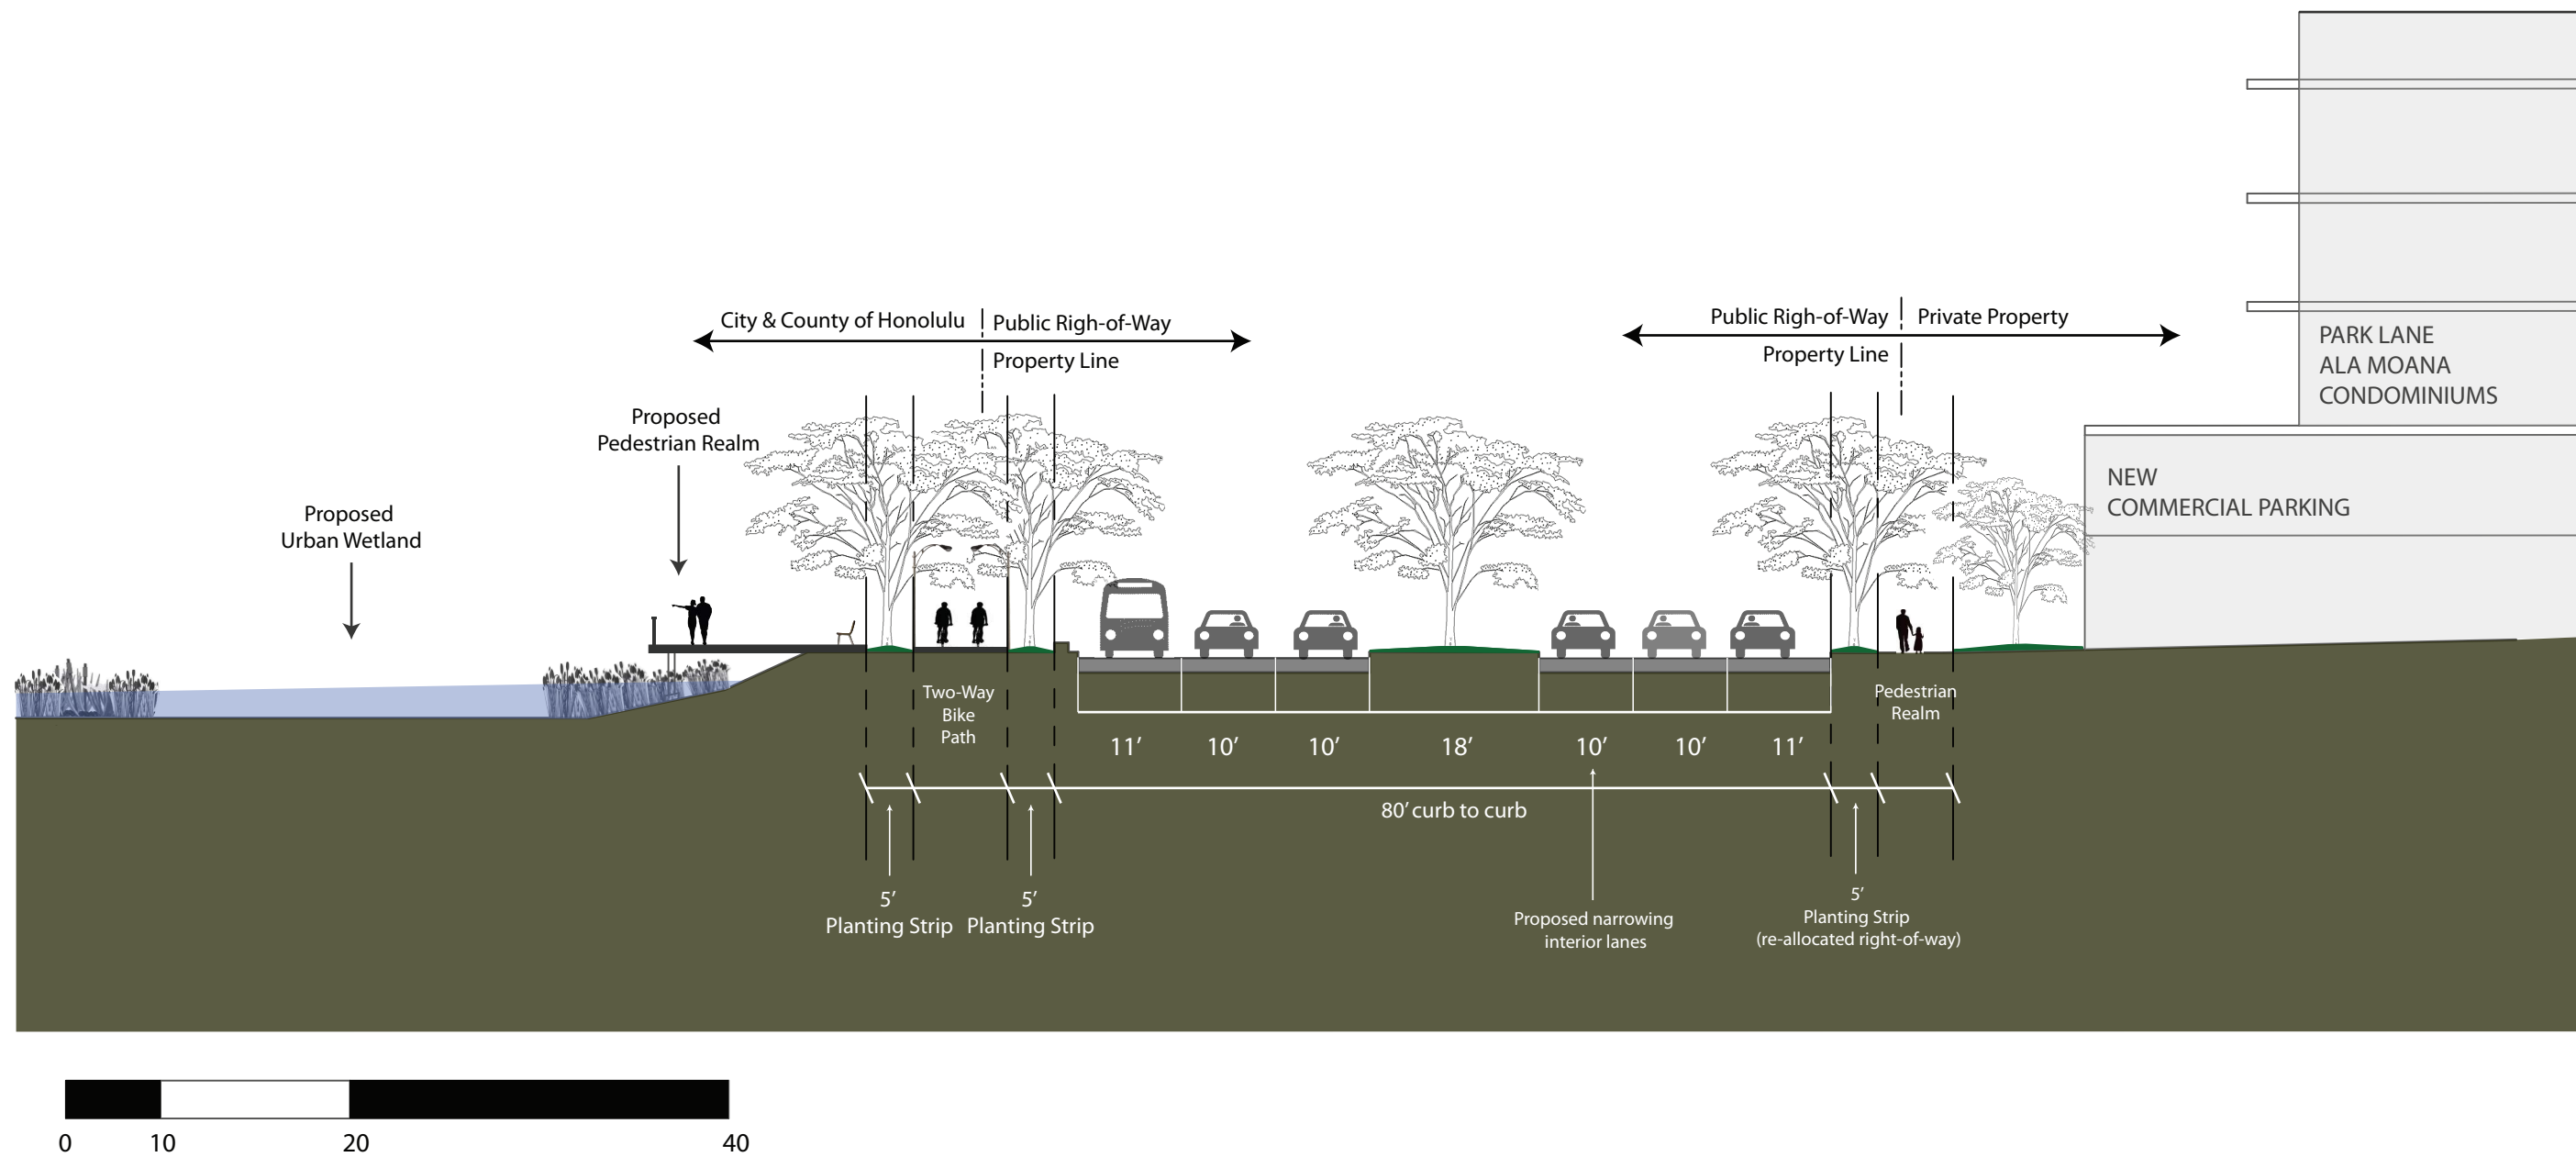 City & County of Honolulu
Public Righ-of-Way
Property Line
Public Righ-of-Way
Private Property
Property Line
PARK LANE
ALA MOANA
CONDOMINIUMS
Proposed
Pedestrian Realm
NEW
COMMERCIAL PARKING
Proposed
Urban Wetland
Two-Way
Bike
Path
Pedestrian
Realm
11’
10’
10’
18’
10’
10’
11’
80’ curb to curb
5’
Planting Strip
5’
Planting Strip
Proposed narrowing
interior lanes
5’
Planting Strip
(re-allocated right-of-way)
0
10
20
40